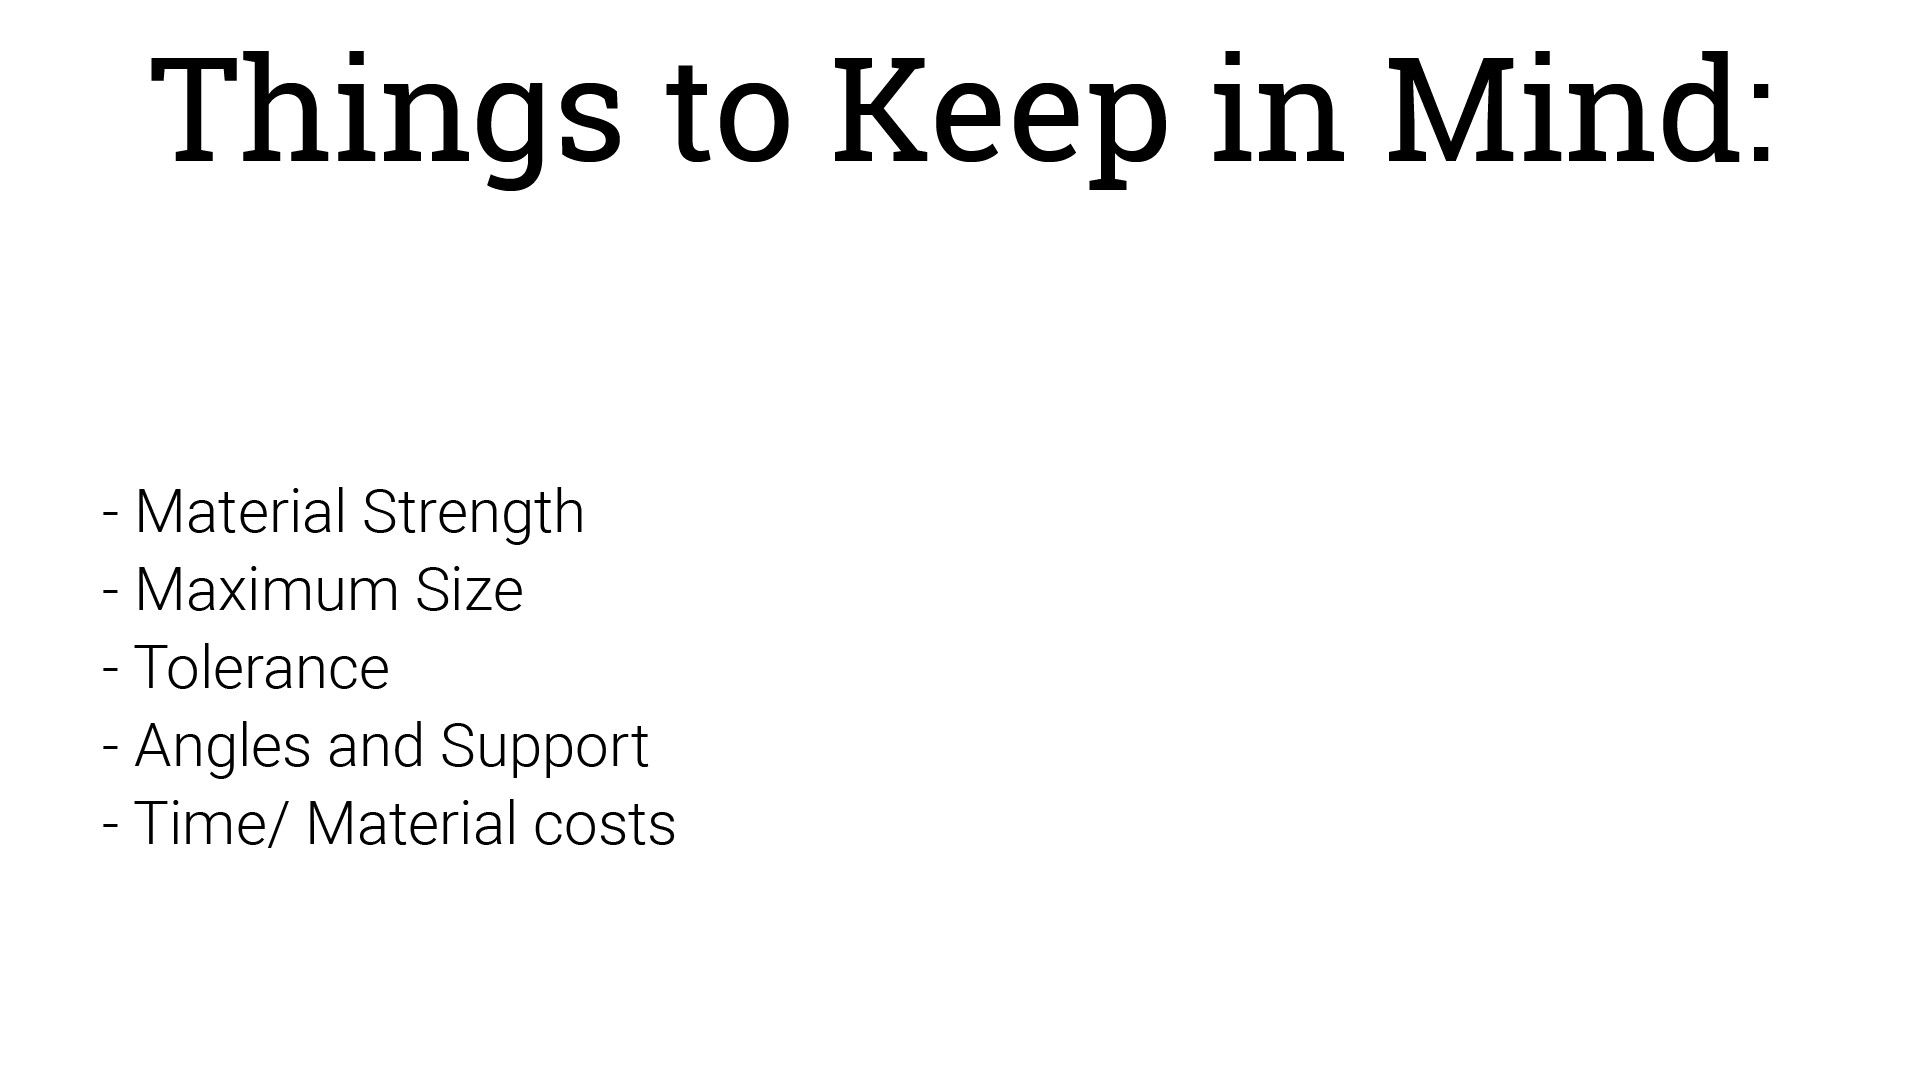 Things to Keep in Mind:
- Material Strength
- Maximum Size
- Tolerance
- Angles and Support
- Time/ Material costs